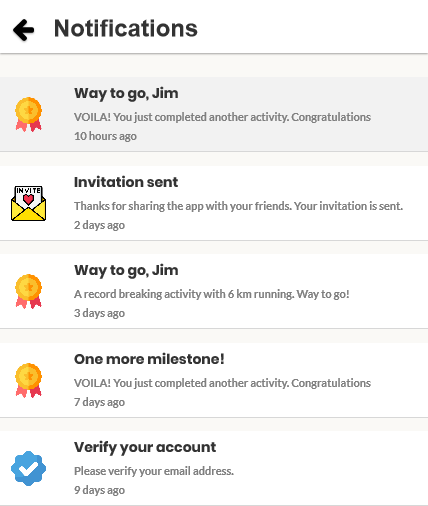 Notifications
Way to go, Jim
VOILA! You just completed another activity. Congratulations
10 hours ago
INVITE
Invitation sent
Thanks for sharing the app with your friends. Your invitation is sent.
2 days ago
Way to go, Jim
A record breaking activity with 6 km running. Way to go!
3 days ago
One more milestone!
VOILA! You just completed another activity. Congratulations
7 days ago
Verify your account
Please verify your email address.
9 days ago